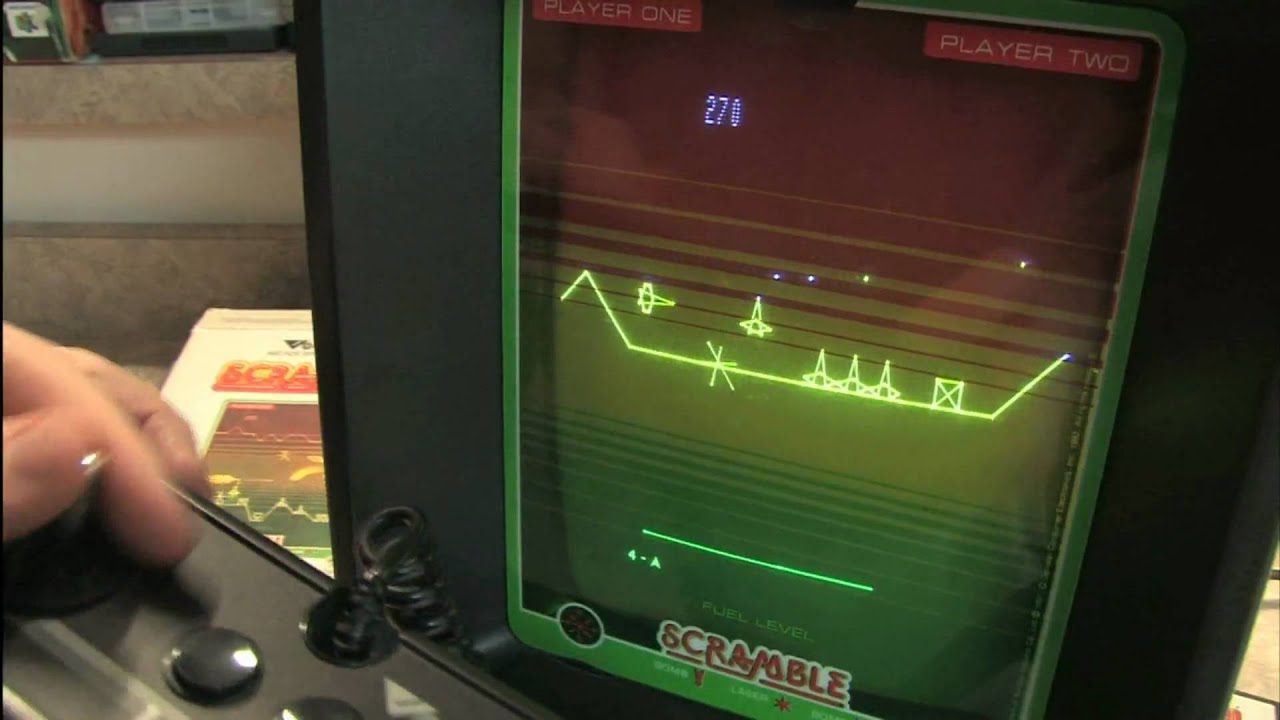 PLAYER ONE
PLAYER TWO
270
4-A
FUEL LEVEL
SCRAMBLE
BOMB
LASER